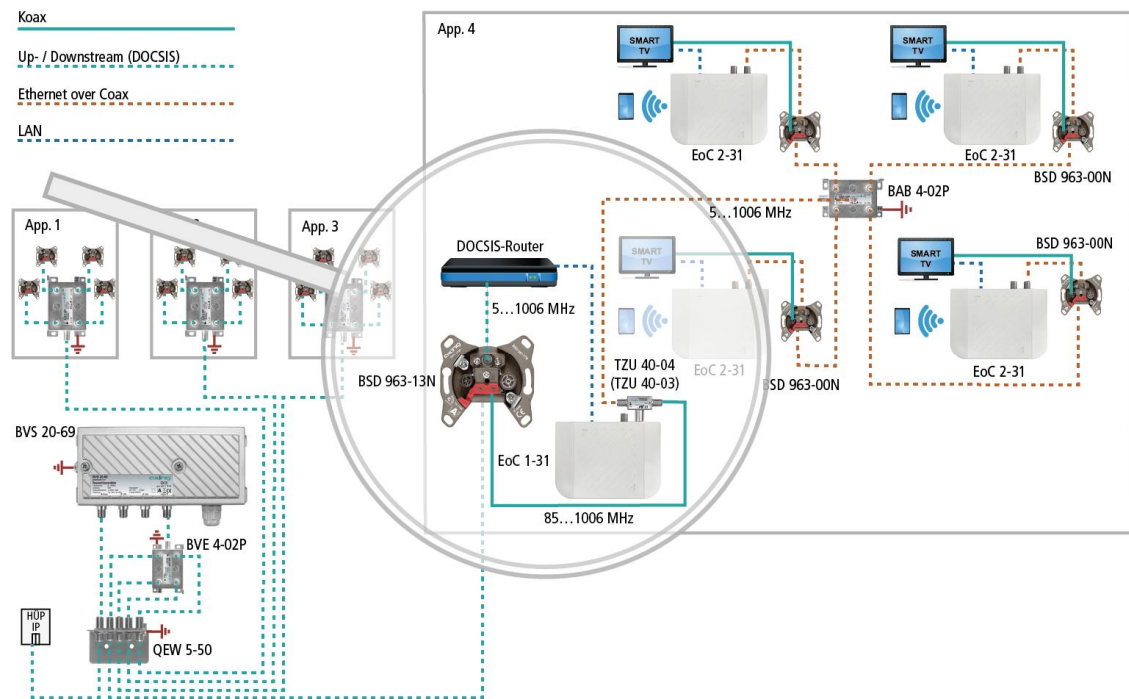 Koax
Up- / Downstream (DOCSIS)
Ethernet over Coax
LAN
App. 4
SMART
TV
EoC 2-31
SMART
TV
EoC 2-31
BSD 963-00N
BAB 4-02P
5...1006 MHz
App. 1
App. 3
DOCSIS-Router
5...1006 MHz
SMART
TV
EoC 2-31
BSD 963-00N
SMART
TV
BSD 963-00N
EoC 2-31
BSD 963-13N
TZU 40-04
(TZU 40-03)
EoC 1-31
85...1006 MHz
BVS 20-69
BVE 4-02P
HÜP
IP
QEW 5-50